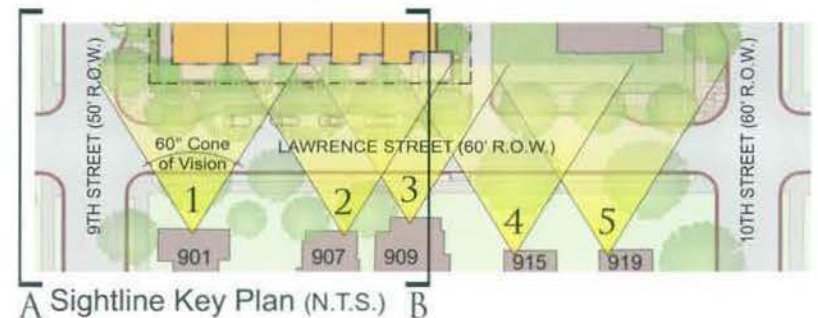 9TH STREET (50' R.O.W.)
60° Cone
of Vision
LAWRENCE STREET (60' R.O.W.)
10TH STREET (60' R.O.W.)
1
2
3
4
5
901
907
909
915
919
A Sightline Key Plan (N.T.S.) B